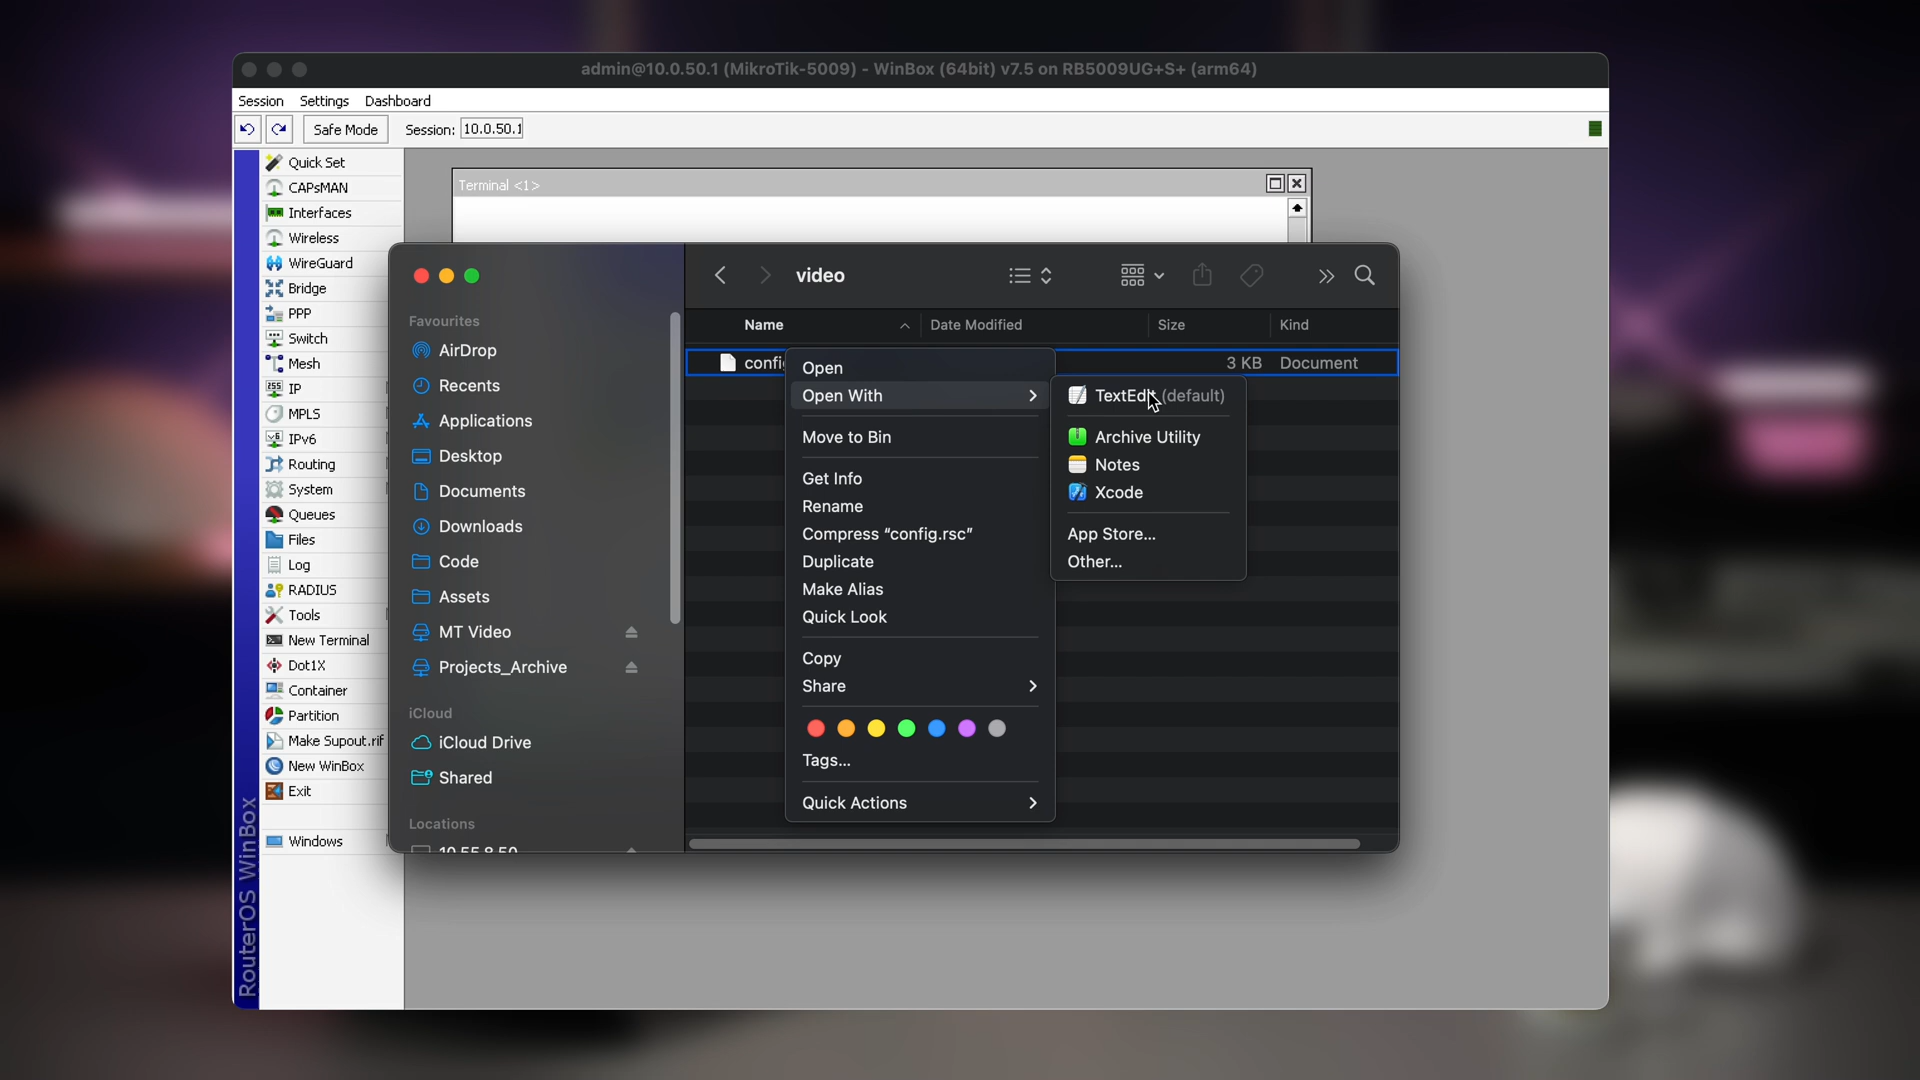 admin@10.0.50.1 (MikroTik-5009) - WinBox (64bit) v7.5 on RB5009UG+S+ (arm64)
Session Settings Dashboard
Safe Mode Session: 10.0.50.1
Quick Set
CAPsMAN
Interfaces
Wireless
WireGuard
Bridge
PPP
Switch
Mesh
IP
MPLS
IPv6
Routing
System
Queues
Files
Log
RADIUS
Tools
New Terminal
Dot1X
Container
Partition
Make Supout.rif
New WinBox
Exit
Windows
RouterOS WinBox
Terminal <1>
Favourites
AirDrop
Recents
Applications
Desktop
Documents
Downloads
Code
Assets
MT Video
Projects_Archive
iCloud
iCloud Drive
Shared
Locations
10.55.8.50
video
Name Date Modified Size Kind
confi 3 KB Document
Open
Open With
Move to Bin
Get Info
Rename
Compress “config.rsc”
Duplicate
Make Alias
Quick Look
Copy
Share
Tags...
Quick Actions
TextEdit (default)
Archive Utility
Notes
Xcode
App Store...
Other...